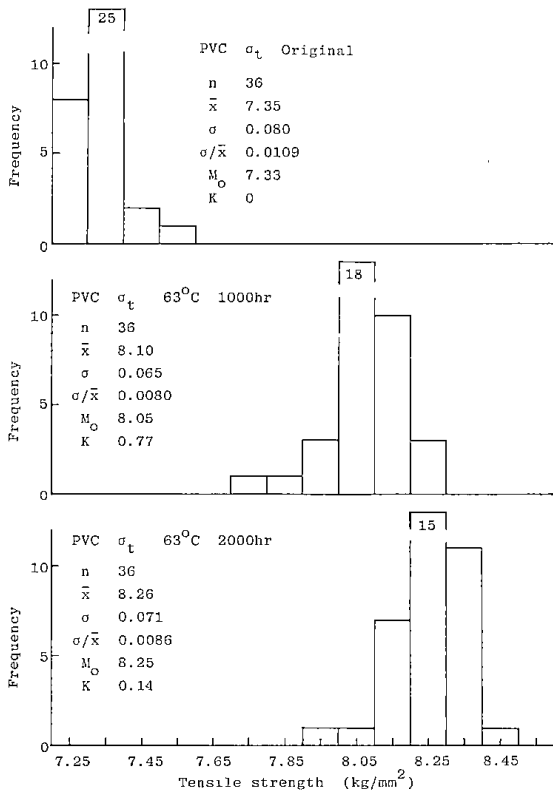 25
PVC σt Original
n 36
x̄ 7.35
σ 0.080
σ/x̄ 0.0109
Mo 7.33
K 0
10
5
0
Frequency
18
PVC σt 63°C 1000hr
n 36
x̄ 8.10
σ 0.065
σ/x̄ 0.0080
Mo 8.05
K 0.77
10
5
0
Frequency
15
PVC σt 63°C 2000hr
n 36
x̄ 8.26
σ 0.071
σ/x̄ 0.0086
Mo 8.25
K 0.14
10
5
0
Frequency
7.25 7.45 7.65 7.85 8.05 8.25 8.45
Tensile strength (kg/mm²)